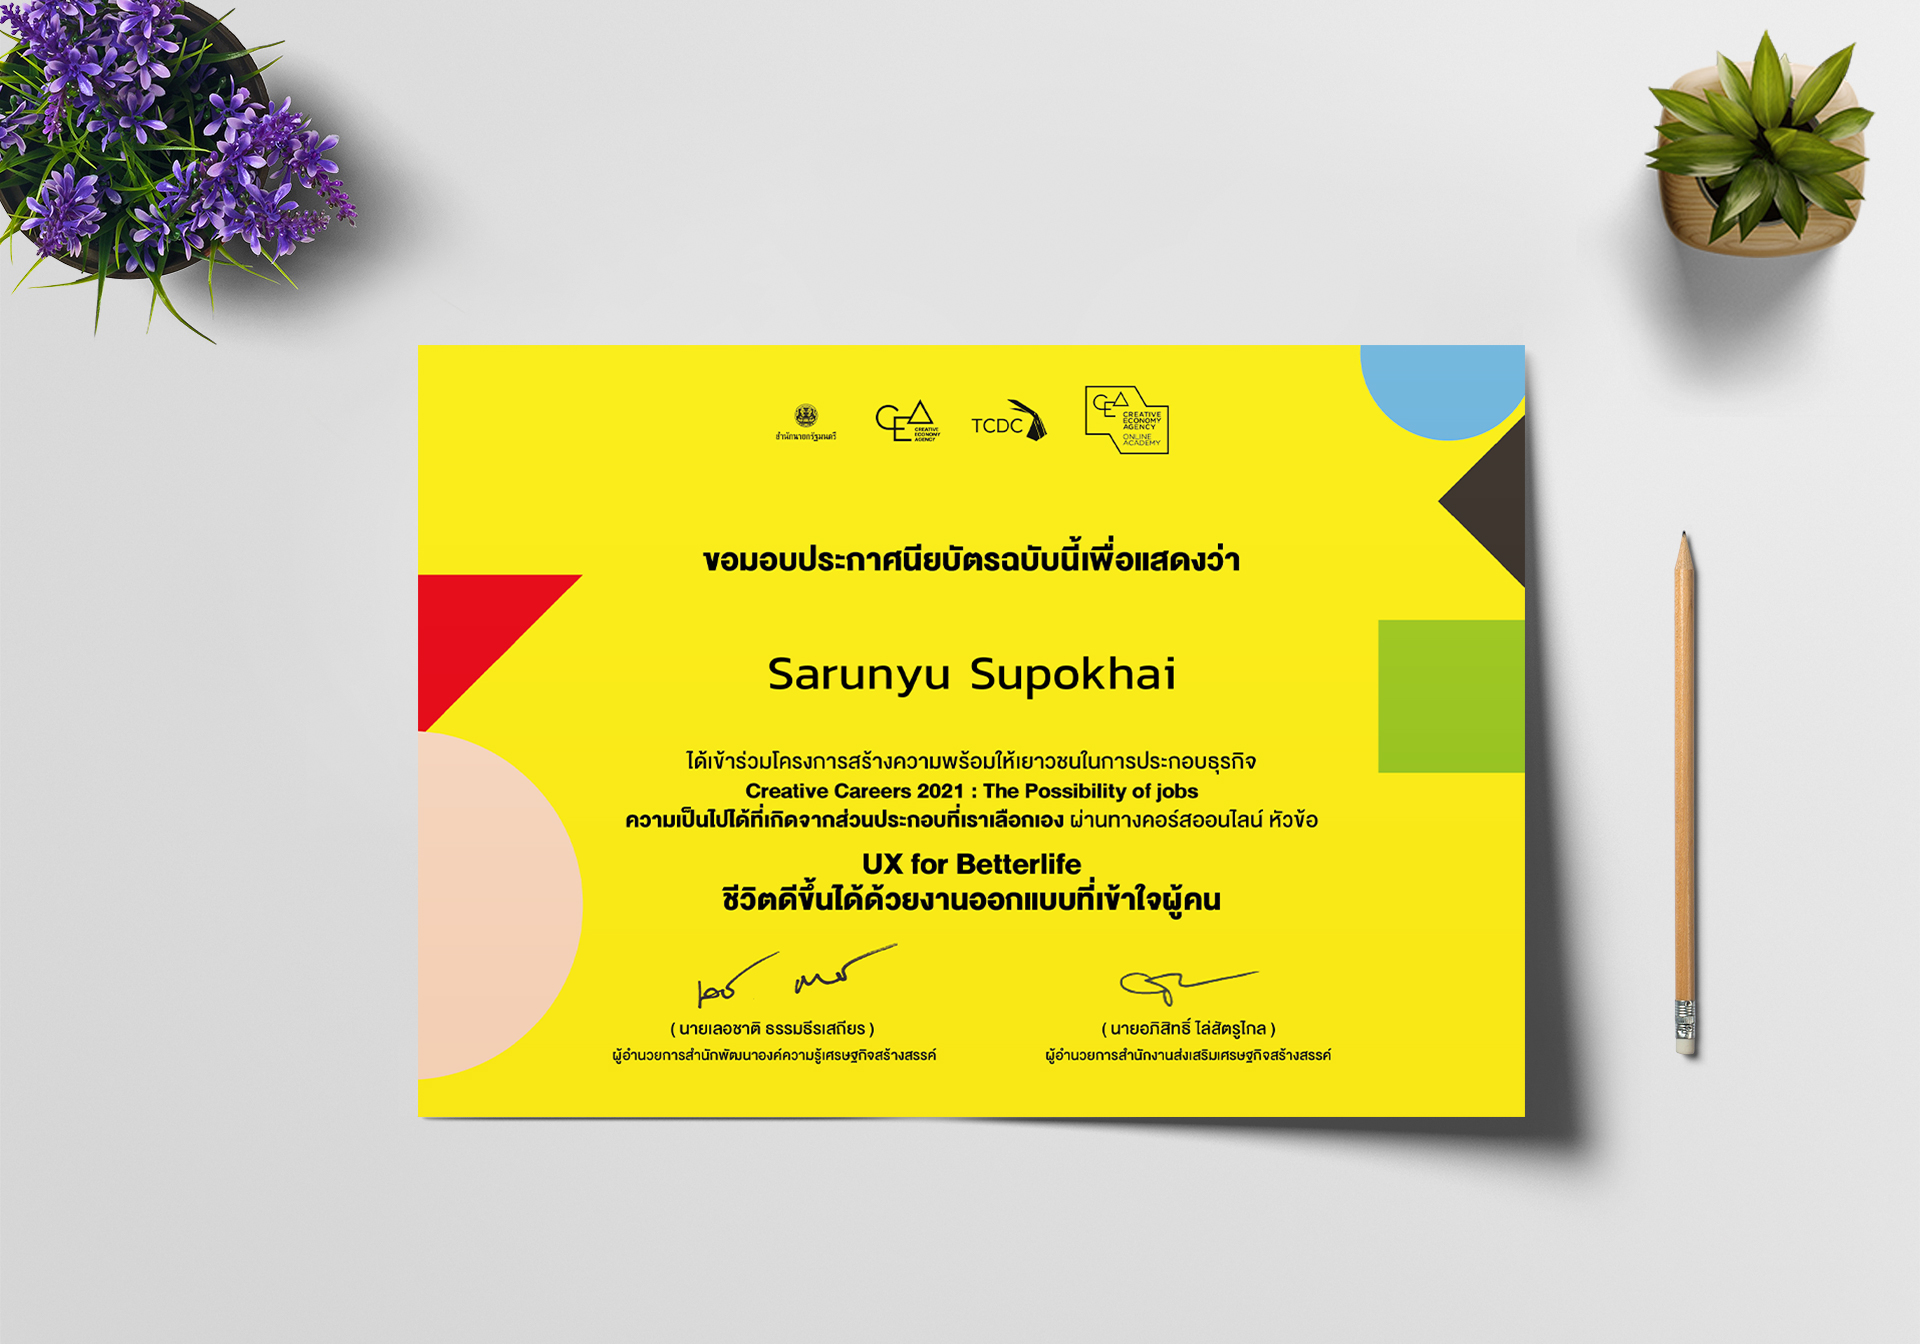 สำนักนายกรัฐมนตรี
CEA
CREATIVE
ECONOMY
AGENCY
TCDC
CEA
CREATIVE
ECONOMY
AGENCY
ONLINE
ACADEMY
ขอมอบประกาศนียบัตรฉบับนี้เพื่อแสดงว่า
Sarunyu Supokhai
ได้เข้าร่วมโครงการสร้างความพร้อมให้เยาวชนในการประกอบธุรกิจ
Creative Careers 2021 : The Possibility of jobs
ความเป็นไปได้ที่เกิดจากส่วนประกอบที่เราเลือกเอง ผ่านทางคอร์สออนไลน์ หัวข้อ
UX for Betterlife
ชีวิตดีขึ้นได้ด้วยงานออกแบบที่เข้าใจผู้คน
( นายเลอชาติ ธรรมธีรเสถียร )
ผู้อำนวยการสำนักพัฒนาองค์ความรู้เศรษฐกิจสร้างสรรค์
( นายอภิสิทธิ์ ไล่สัตรูไกล )
ผู้อำนวยการสำนักงานส่งเสริมเศรษฐกิจสร้างสรรค์